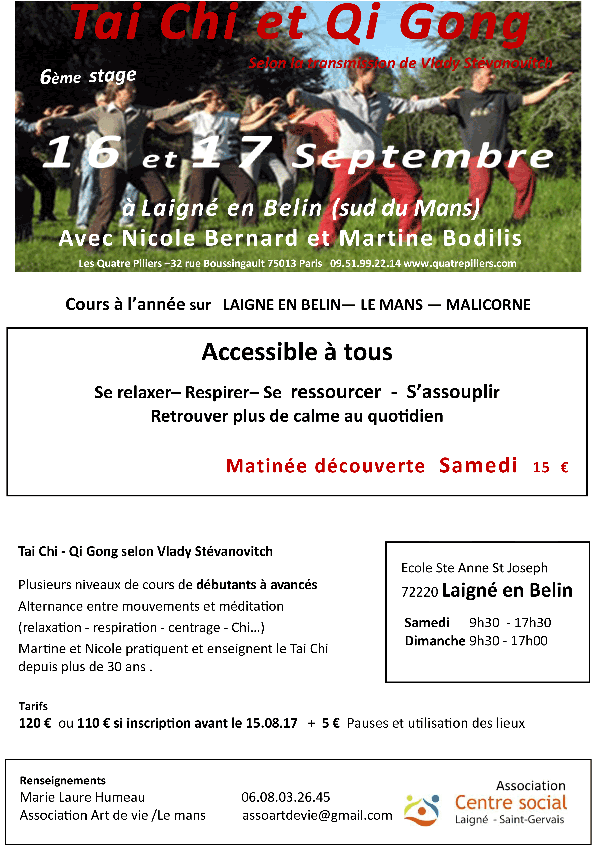 Tai Chi et Qi Gong
Selon la transmission de Vlady Stévanovitch
6ème stage
16 et 17 Septembre
à Laigné en Belin (sud du Mans)
Avec Nicole Bernard et Martine Bodilis
Les Quatre Piliers –32 rue Boussingault 75013 Paris 09.51.99.22.14 www.quatrepiliers.com
Cours à l’année sur LAIGNE EN BELIN— LE MANS — MALICORNE
Accessible à tous
Se relaxer– Respirer– Se ressourcer - S’assouplir
Retrouver plus de calme au quotidien
Matinée découverte Samedi 15 €
Tai Chi - Qi Gong selon Vlady Stévanovitch
Plusieurs niveaux de cours de débutants à avancés
Alternance entre mouvements et méditation
(relaxation - respiration - centrage - Chi…)
Martine et Nicole pratiquent et enseignent le Tai Chi
depuis plus de 30 ans .
Ecole Ste Anne St Joseph
72220 Laigné en Belin
Samedi 9h30 - 17h30
Dimanche 9h30 - 17h00
Tarifs
120 € ou 110 € si inscription avant le 15.08.17 + 5 € Pauses et utilisation des lieux
Renseignements
Marie Laure Humeau 06.08.03.26.45
Association Art de vie /Le mans assoartdevie@gmail.com
Association
Centre social
Laigné - Saint-Gervais